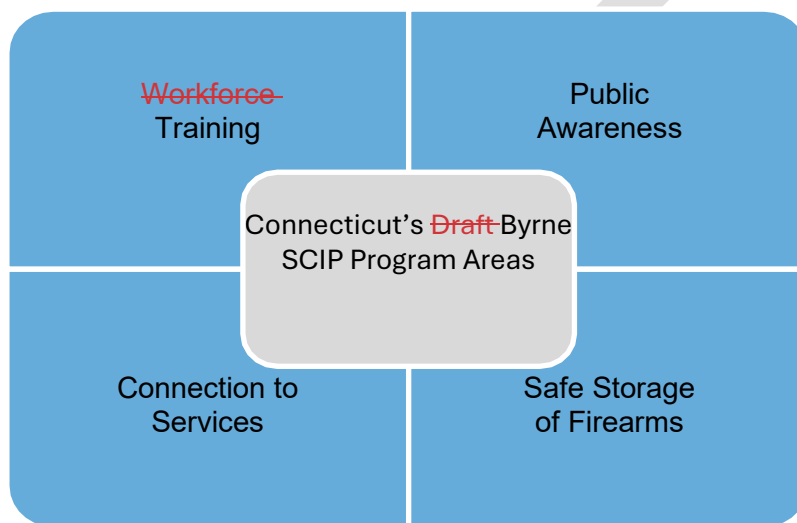 Workforce
Training
Public
Awareness
Connecticut’s Draft Byrne
SCIP Program Areas
Connection to
Services
Safe Storage
of Firearms